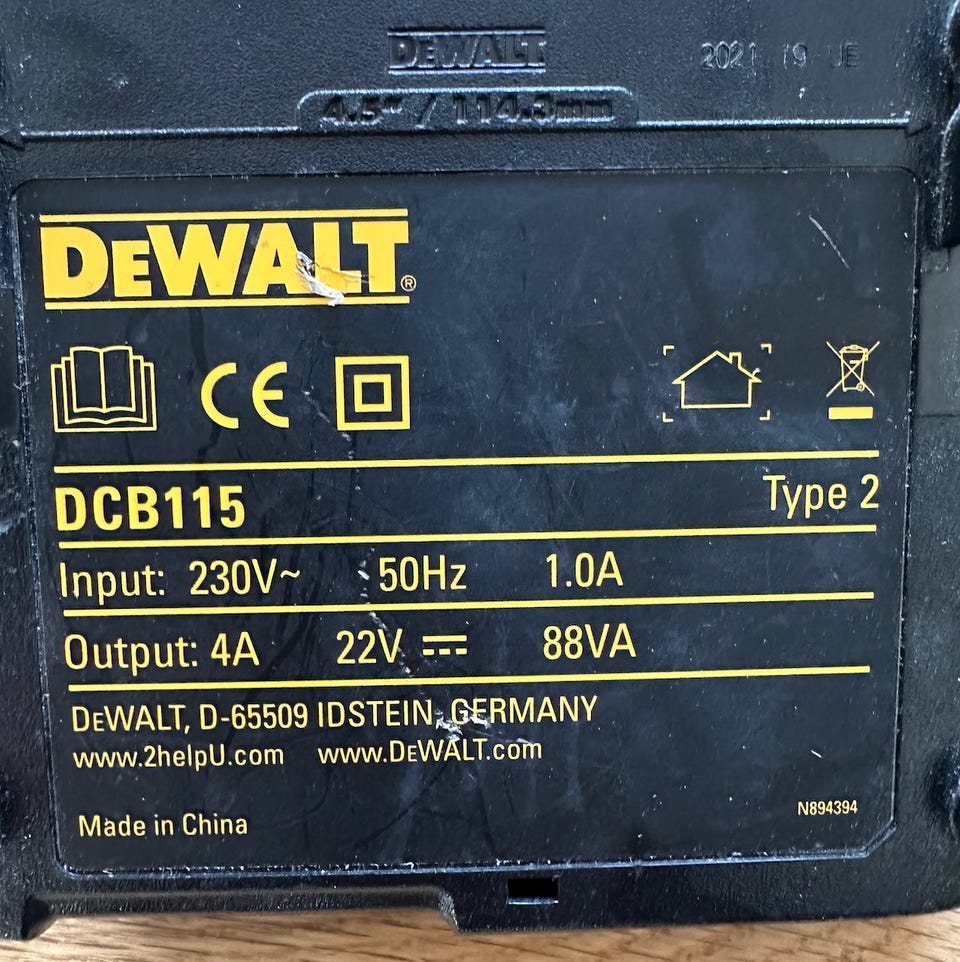 DEWALT
2021 19 UE
4.5" / 114.3mm
DEWALT®
CE
DCB115 Type 2
Input: 230V~ 50Hz 1.0A
Output: 4A 22V ⎓ 88VA
DEWALT, D-65509 IDSTEIN, GERMANY
www.2helpU.com www.DEWALT.com
N894394
Made in China